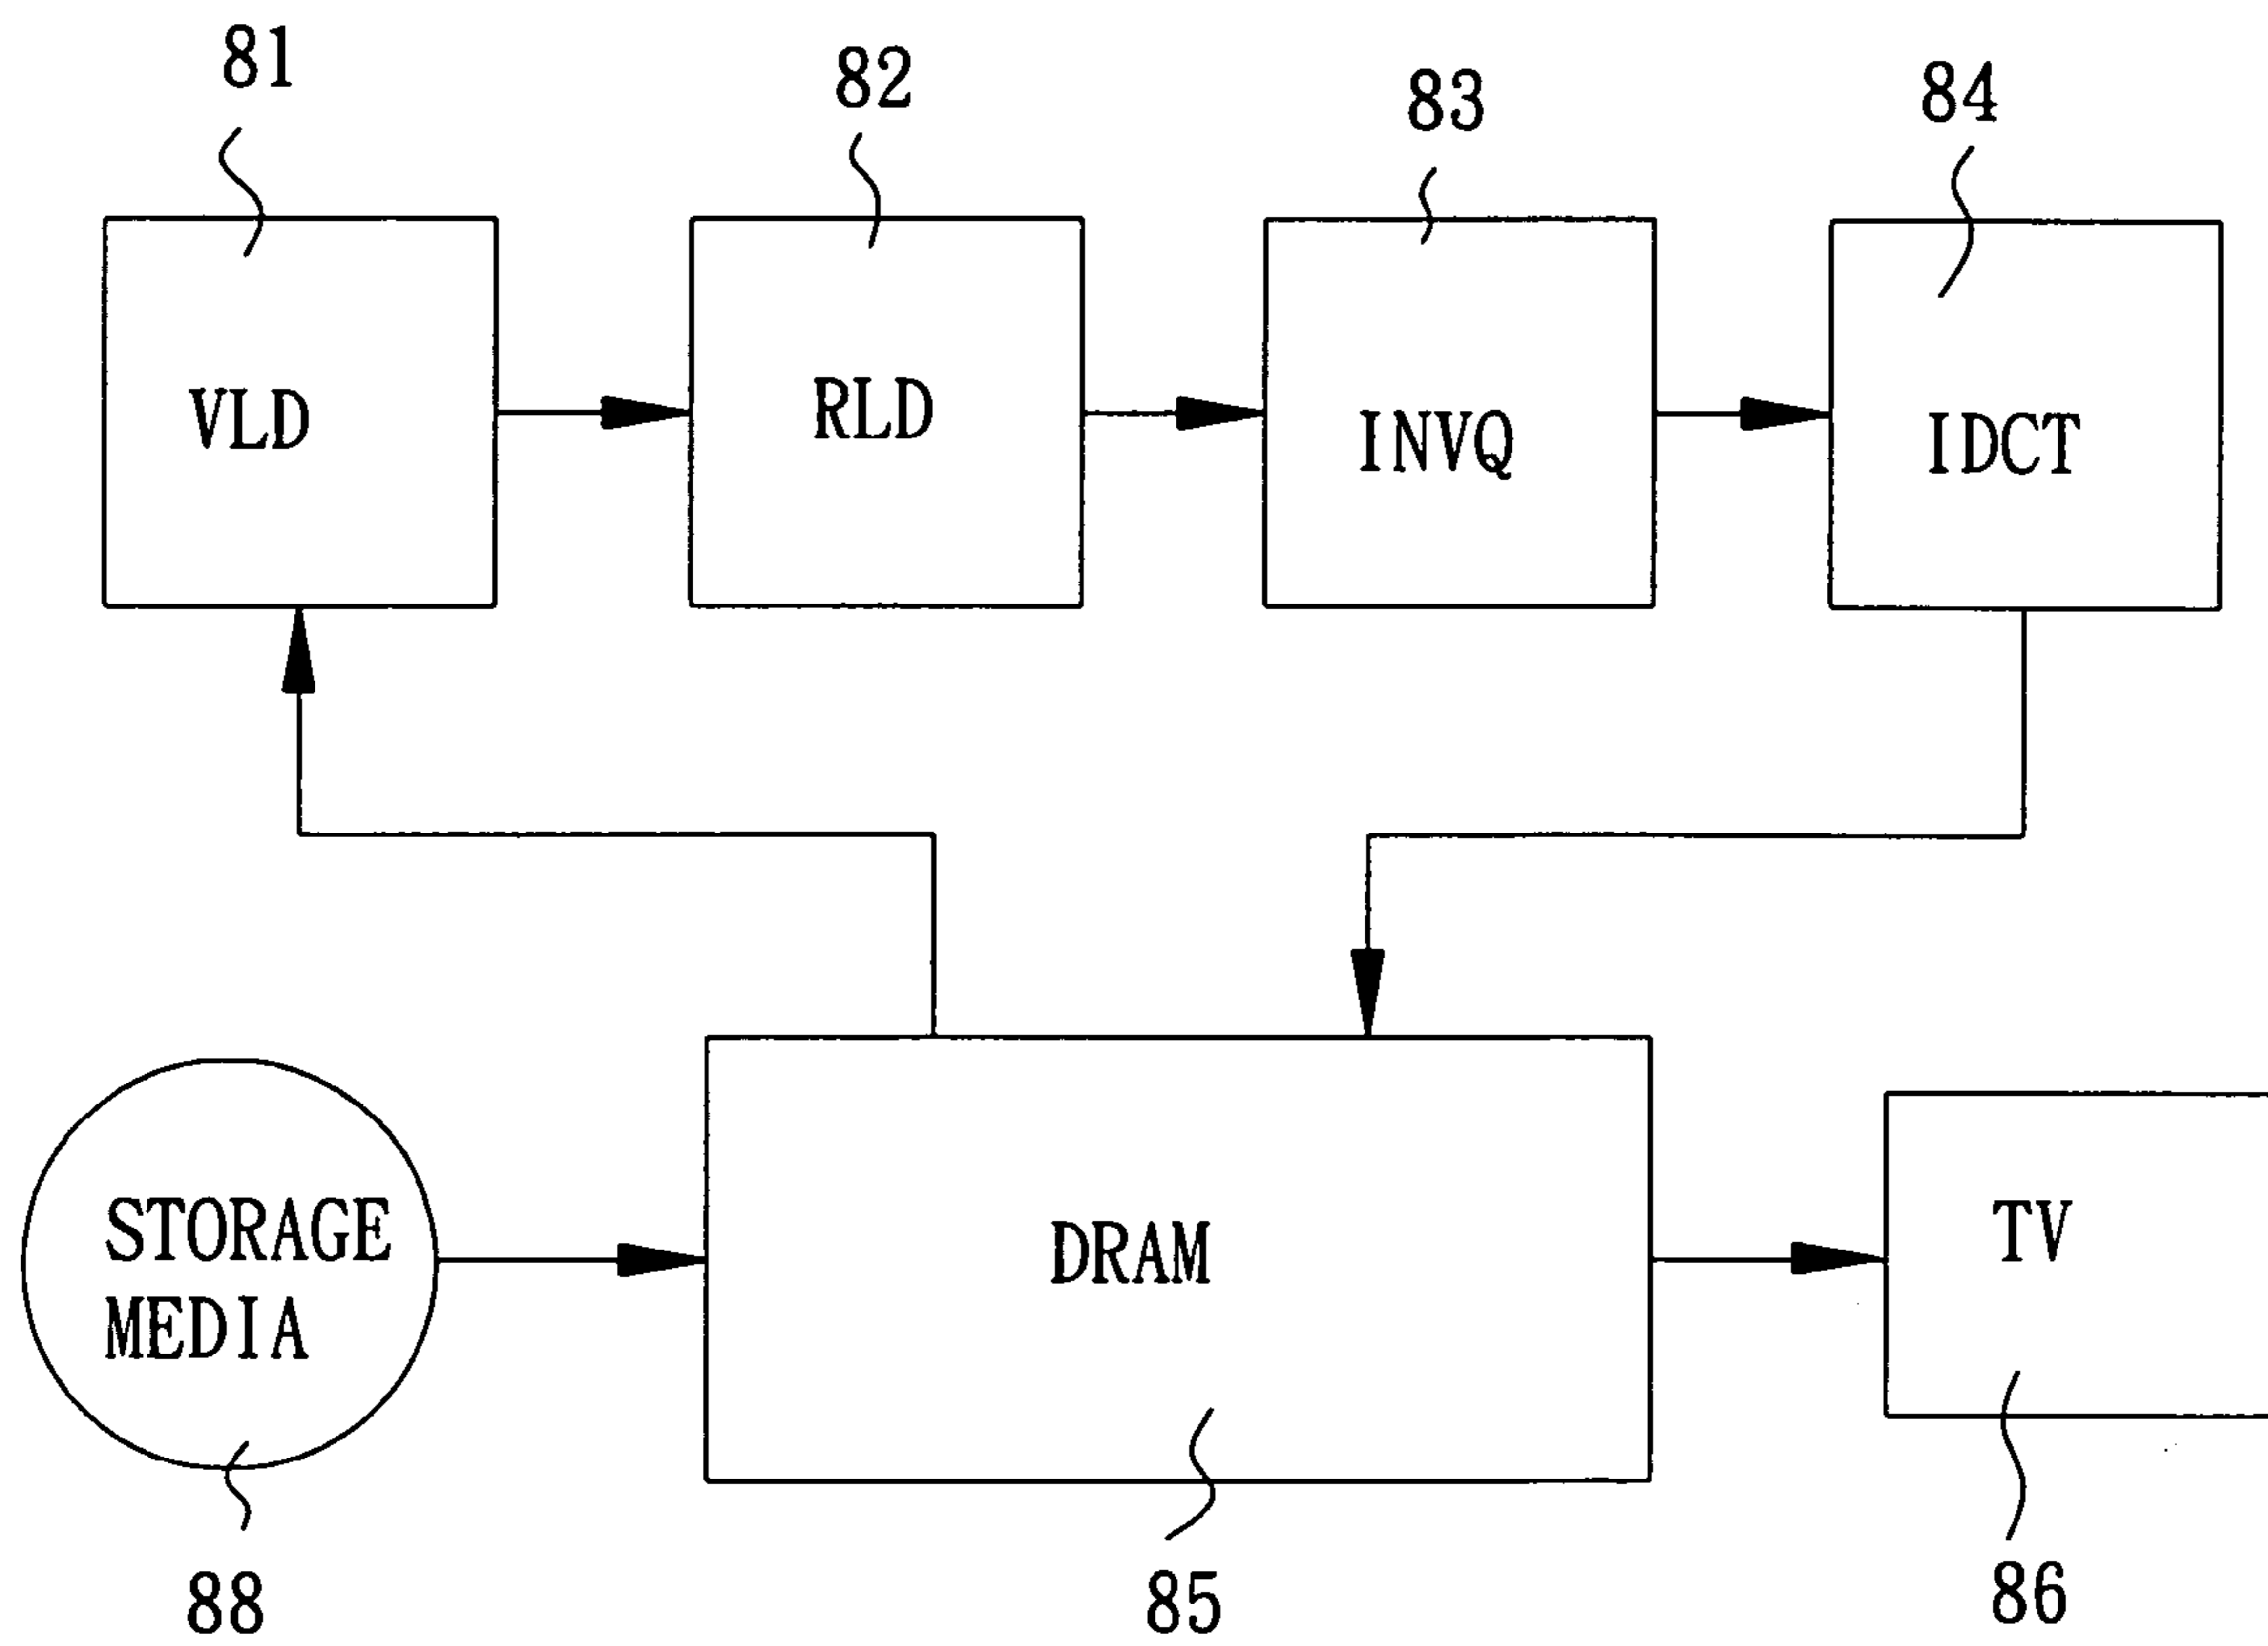 81
82
83
84
VLD
RLD
INVQ
IDCT
STORAGE
MEDIA
DRAM
TV
88
85
86